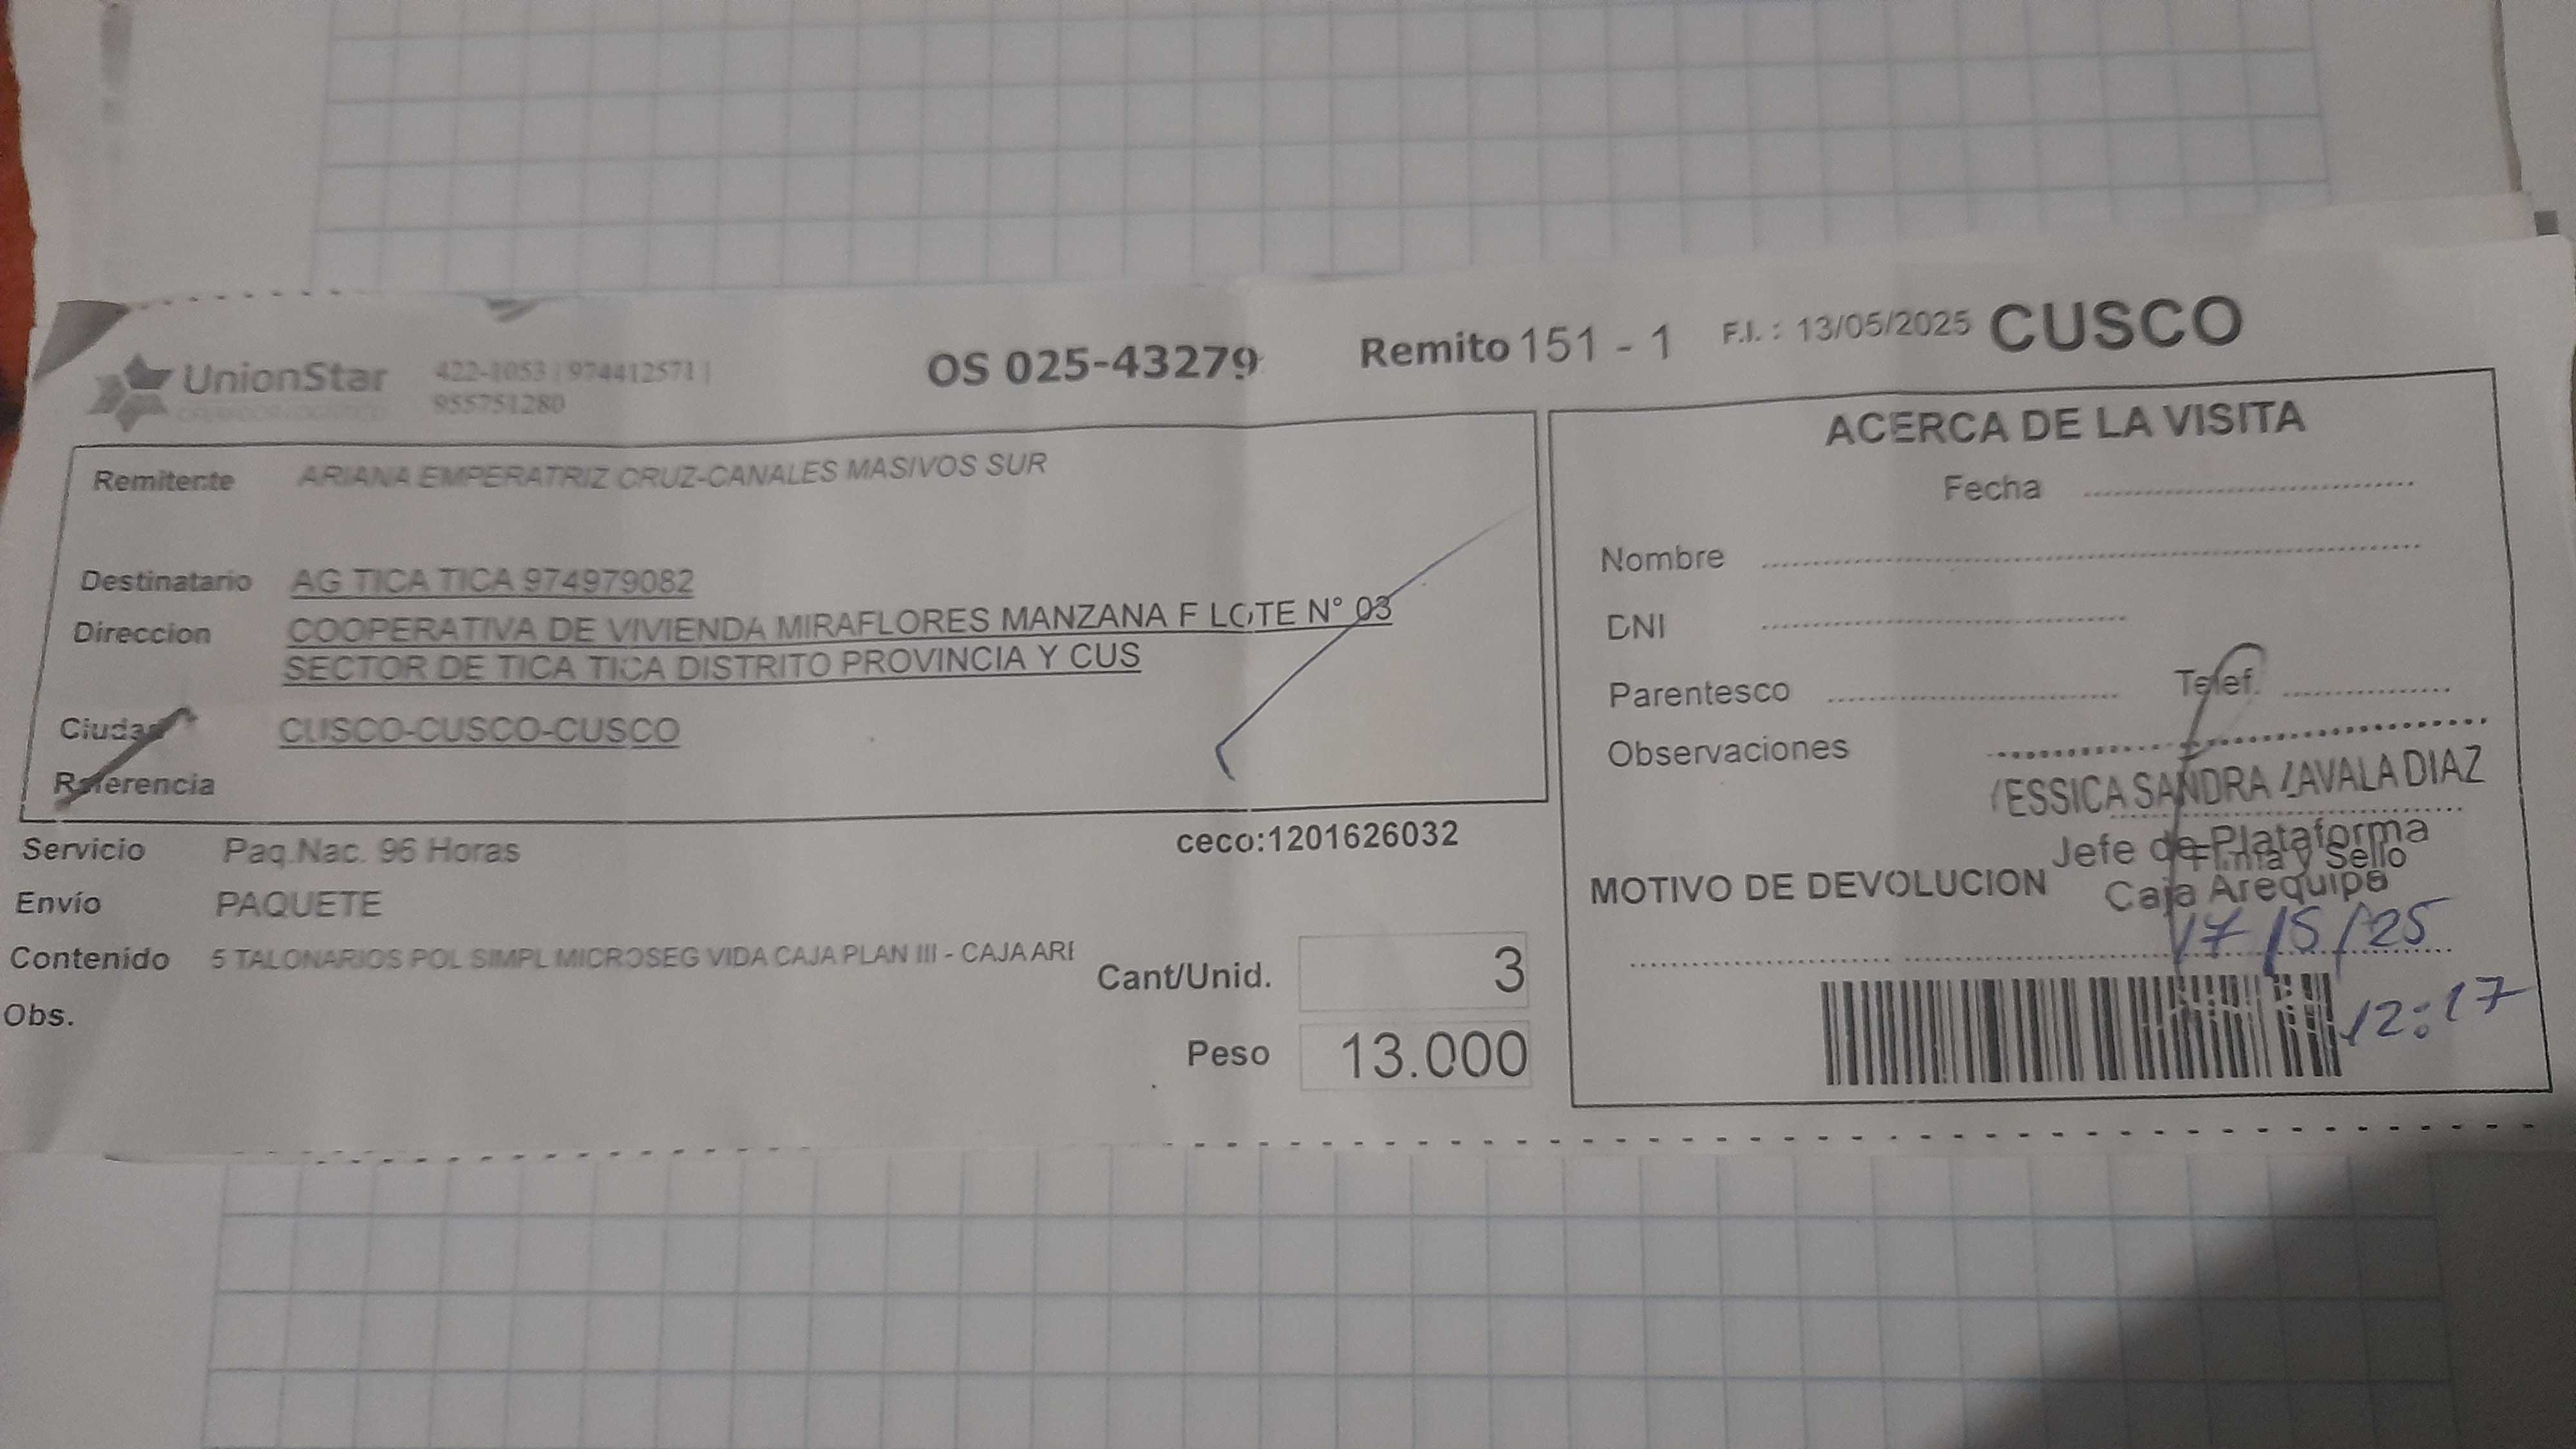 UnionStar
422-1053 | 974412571 |
955751280
OS 025-43279
Remito 151 - 1
F.I. : 13/05/2025
CUSCO
Remitente ARIANA EMPERATRIZ CRUZ-CANALES MASIVOS SUR
Destinatario AG TICA TICA 974979082
Direccion COOPERATIVA DE VIVIENDA MIRAFLORES MANZANA F LOTE N° 03
SECTOR DE TICA TICA DISTRITO PROVINCIA Y CUS
Ciudad CUSCO-CUSCO-CUSCO
Referencia
ceco:1201626032
Servicio Paq.Nac. 96 Horas
Envío PAQUETE
Contenido 5 TALONARIOS POL SIMPL MICROSEG VIDA CAJA PLAN III - CAJA ARE
Obs.
Cant/Unid. 3
Peso 13.000
ACERCA DE LA VISITA
Fecha
Nombre
DNI
Parentesco Telef.
Observaciones
YESSICA SANDRA ZAVALA DIAZ
Jefe de Plataforma
Firma y Sello
Caja Arequipa
MOTIVO DE DEVOLUCION
17/5/25
12:17